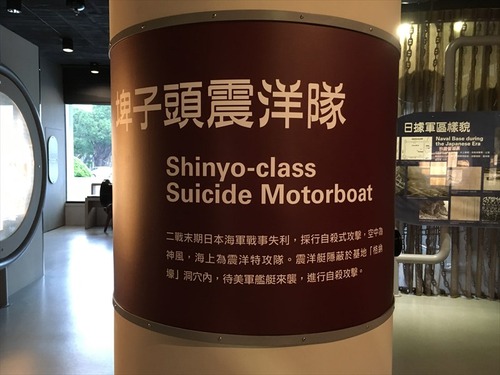 埤子頭震洋隊
Shinyo-class
Suicide Motorboat
二戰末期日本海軍戰事失利，採行自殺式攻擊，空中為
神風，海上為震洋特攻隊。震洋艇隱蔽於基地「格納
壕」洞穴內，待美軍艦艇來襲，進行自殺攻擊。
日據軍區樣貌
Naval Base during
the Japanese Era